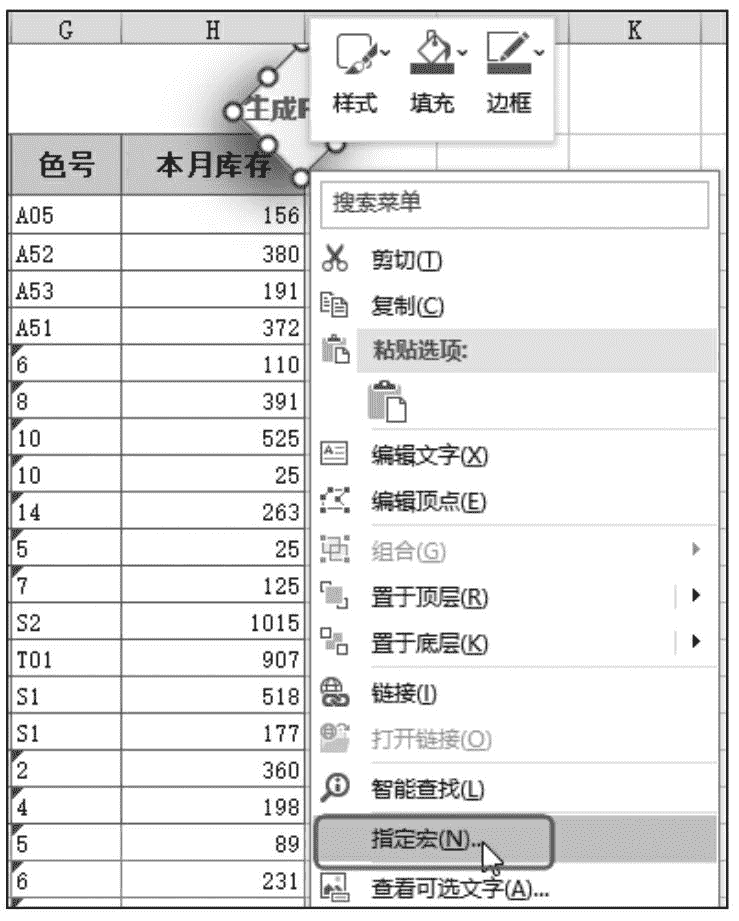 G H K
样式 填充 边框
生成
色号 本月库存
搜索菜单
A05 156
剪切(T)
A52 380
复制(C)
A53 191
A51 372
粘贴选项:
6 110
8 391
10 525
编辑文字(X)
10 25
编辑顶点(E)
14 263
5 25
组合(G)
7 125
置于顶层(R)
S2 1015
置于底层(K)
T01 907
S1 518
链接(I)
S1 177
打开链接(O)
2 360
智能查找(L)
4 198
5 89
指定宏(N)...
6 231
查看可选文字(A)...